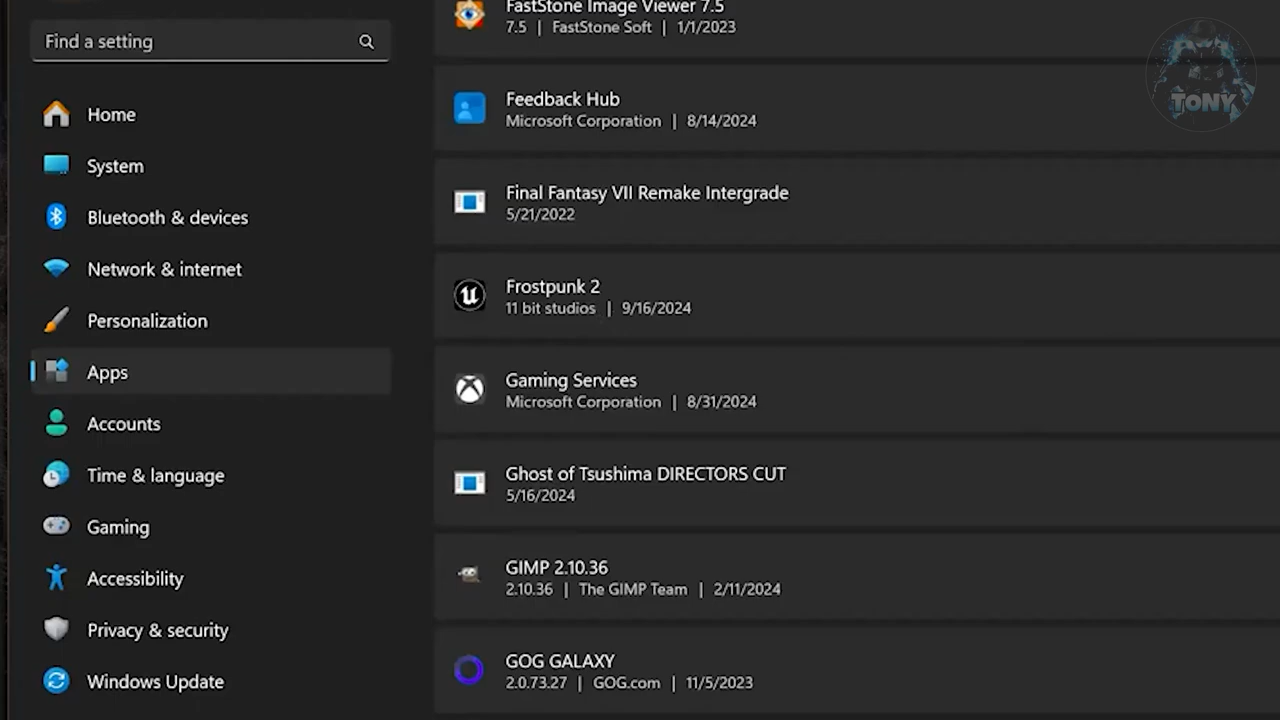 Find a setting
Home
System
Bluetooth & devices
Network & internet
Personalization
Apps
Accounts
Time & language
Gaming
Accessibility
Privacy & security
Windows Update
FastStone Image Viewer 7.5
7.5 | FastStone Soft | 1/1/2023
Feedback Hub
Microsoft Corporation | 8/14/2024
Final Fantasy VII Remake Intergrade
5/21/2022
Frostpunk 2
11 bit studios | 9/16/2024
Gaming Services
Microsoft Corporation | 8/31/2024
Ghost of Tsushima DIRECTORS CUT
5/16/2024
GIMP 2.10.36
2.10.36 | The GIMP Team | 2/11/2024
GOG GALAXY
2.0.73.27 | GOG.com | 11/5/2023
TONY